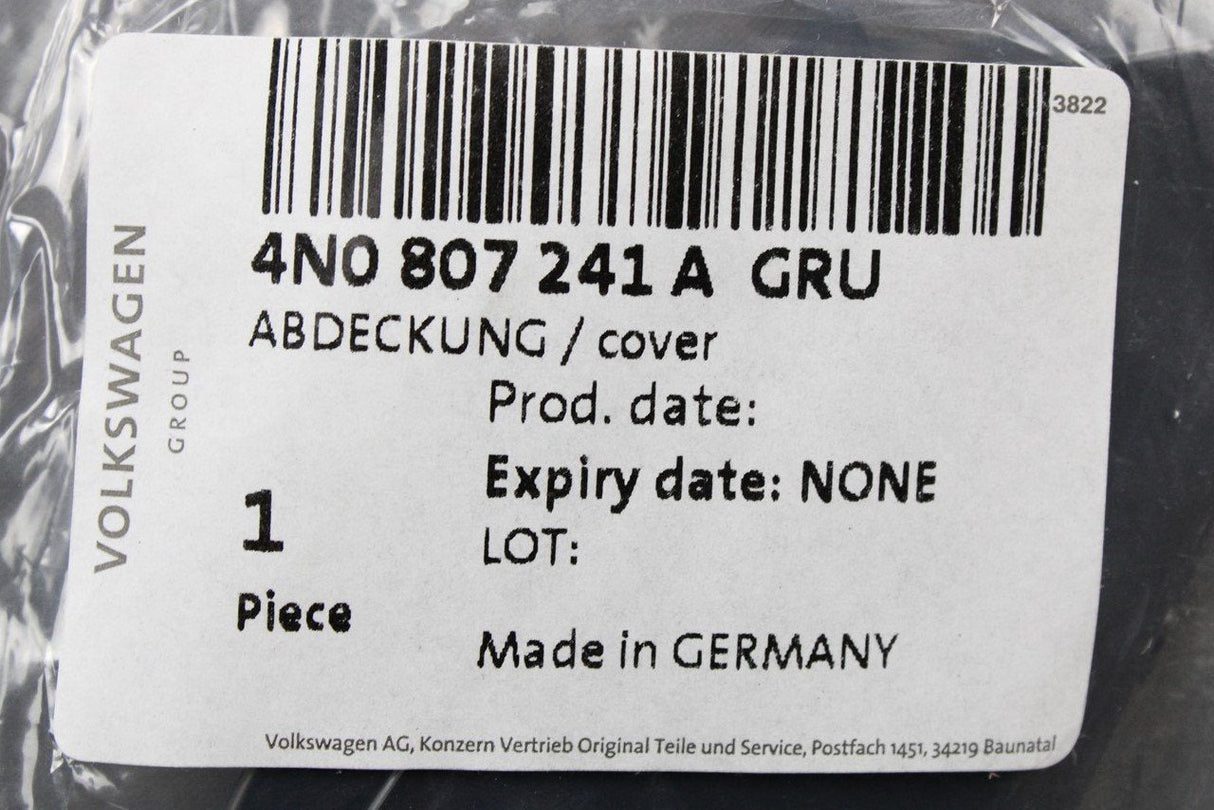 3822
4N0 807 241 A GRU
ABDECKUNG / cover
Prod. date:
Expiry date: NONE
LOT:
1
Piece
Made in GERMANY
VOLKSWAGEN
GROUP
Volkswagen AG, Konzern Vertrieb Original Teile und Service, Postfach 1451, 34219 Baunatal